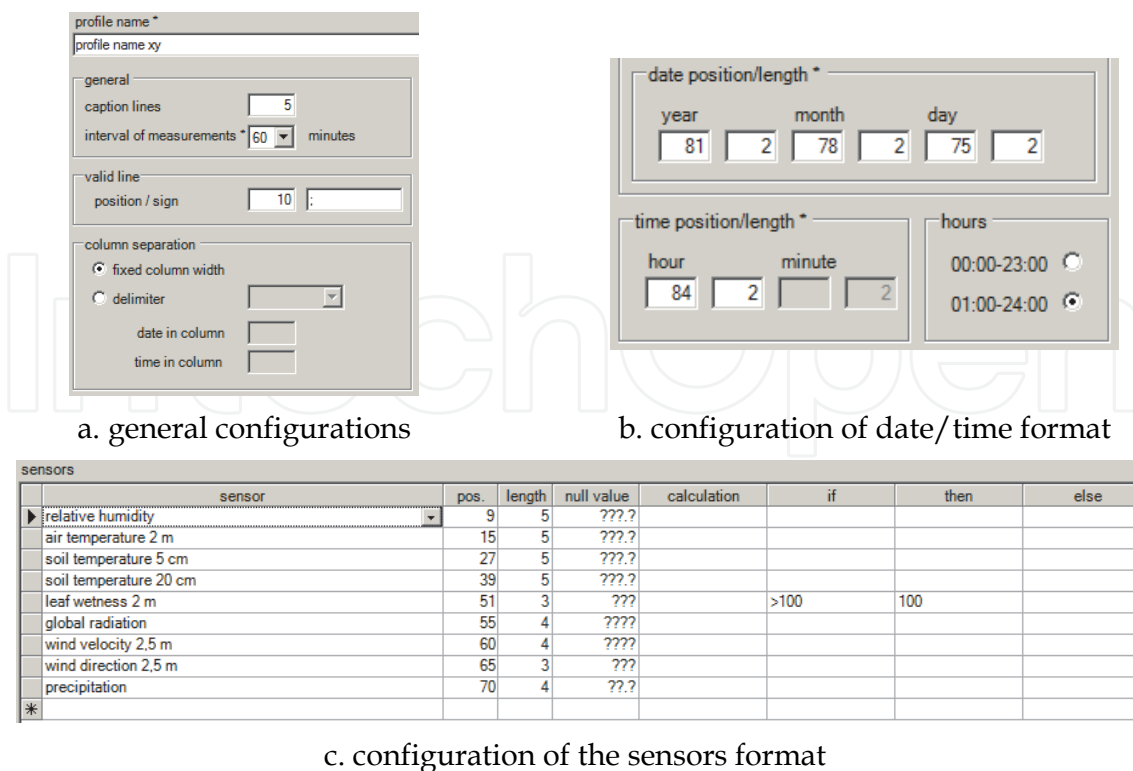 profile name *
profile name xy
general
caption lines 5
interval of measurements * 60 minutes
valid line
position / sign 10 ;
column separation
fixed column width
delimiter
date in column
time in column
a. general configurations
date position/length *
year month day
81 2 78 2 75 2
time position/length * hours
hour minute 00:00-23:00
84 2 2 01:00-24:00
b. configuration of date/time format
IntechOpen
sensors
sensor pos. length null value calculation if then else
relative humidity 9 5 ???.?
air temperature 2 m 15 5 ???.?
soil temperature 5 cm 27 5 ???.?
soil temperature 20 cm 39 5 ???.?
leaf wetness 2 m 51 3 ??? >100 100
global radiation 55 4 ????
wind velocity 2,5 m 60 4 ????
wind direction 2,5 m 65 3 ???
precipitation 70 4 ??.?
c. configuration of the sensors format